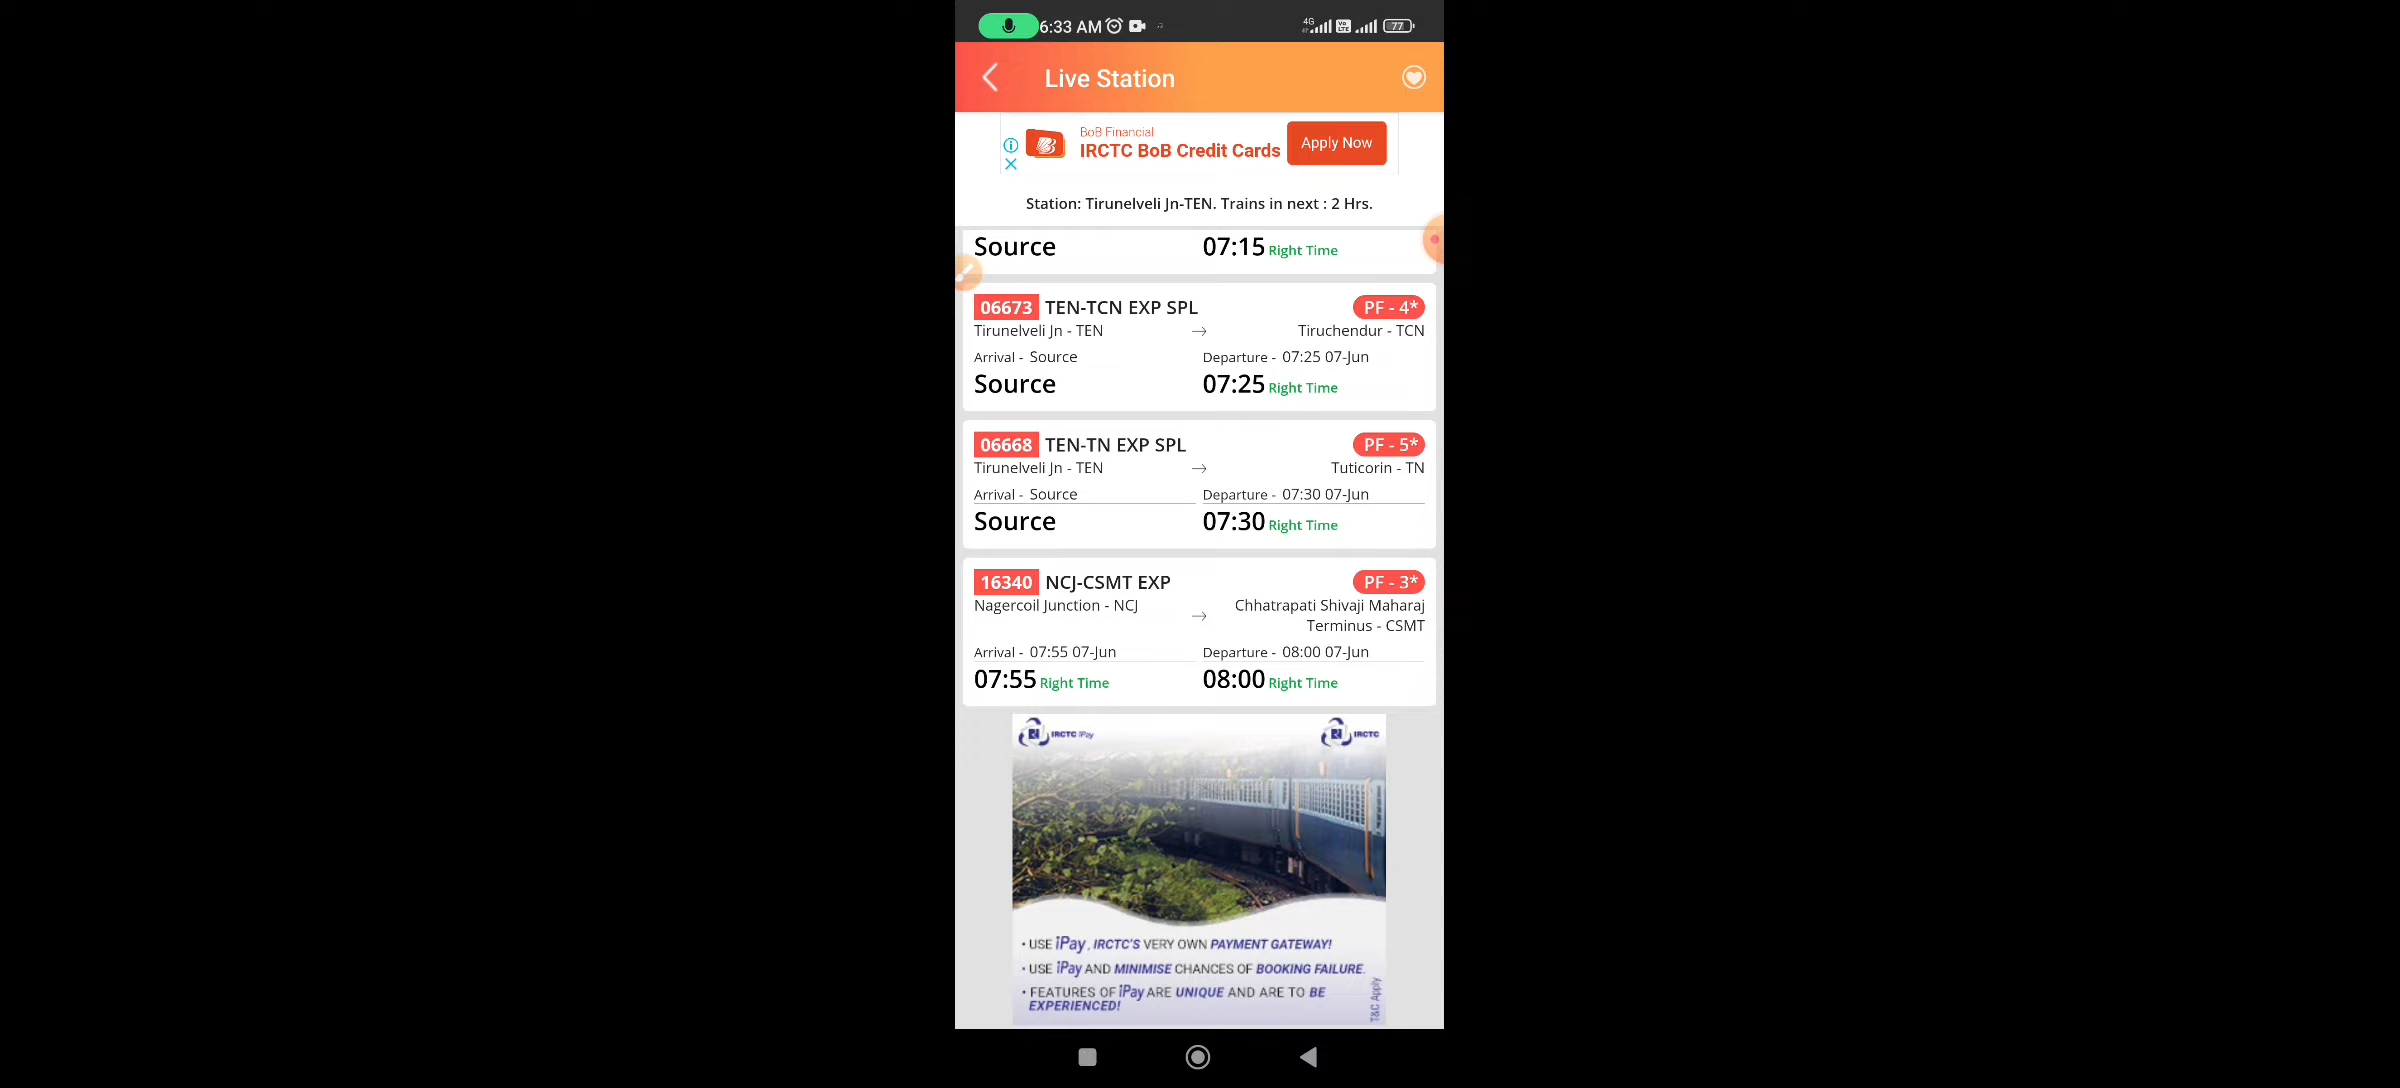 6:33 AM
4G
Vo LTE
77
Live Station
BoB Financial
IRCTC BoB Credit Cards
Apply Now
Station: Tirunelveli Jn-TEN. Trains in next : 2 Hrs.
Source 07:15 Right Time
06673 TEN-TCN EXP SPL PF - 4*
Tirunelveli Jn - TEN → Tiruchendur - TCN
Arrival - Source Departure - 07:25 07-Jun
Source 07:25 Right Time
06668 TEN-TN EXP SPL PF - 5*
Tirunelveli Jn - TEN → Tuticorin - TN
Arrival - Source Departure - 07:30 07-Jun
Source 07:30 Right Time
16340 NCJ-CSMT EXP PF - 3*
Nagercoil Junction - NCJ → Chhatrapati Shivaji Maharaj
Terminus - CSMT
Arrival - 07:55 07-Jun Departure - 08:00 07-Jun
07:55 Right Time 08:00 Right Time
IRCTC iPay
IRCTC
• USE iPay, IRCTC'S VERY OWN PAYMENT GATEWAY!
• USE iPay AND MINIMISE CHANCES OF BOOKING FAILURE.
• FEATURES OF iPay ARE UNIQUE AND ARE TO BE
EXPERIENCED!
T&C Apply